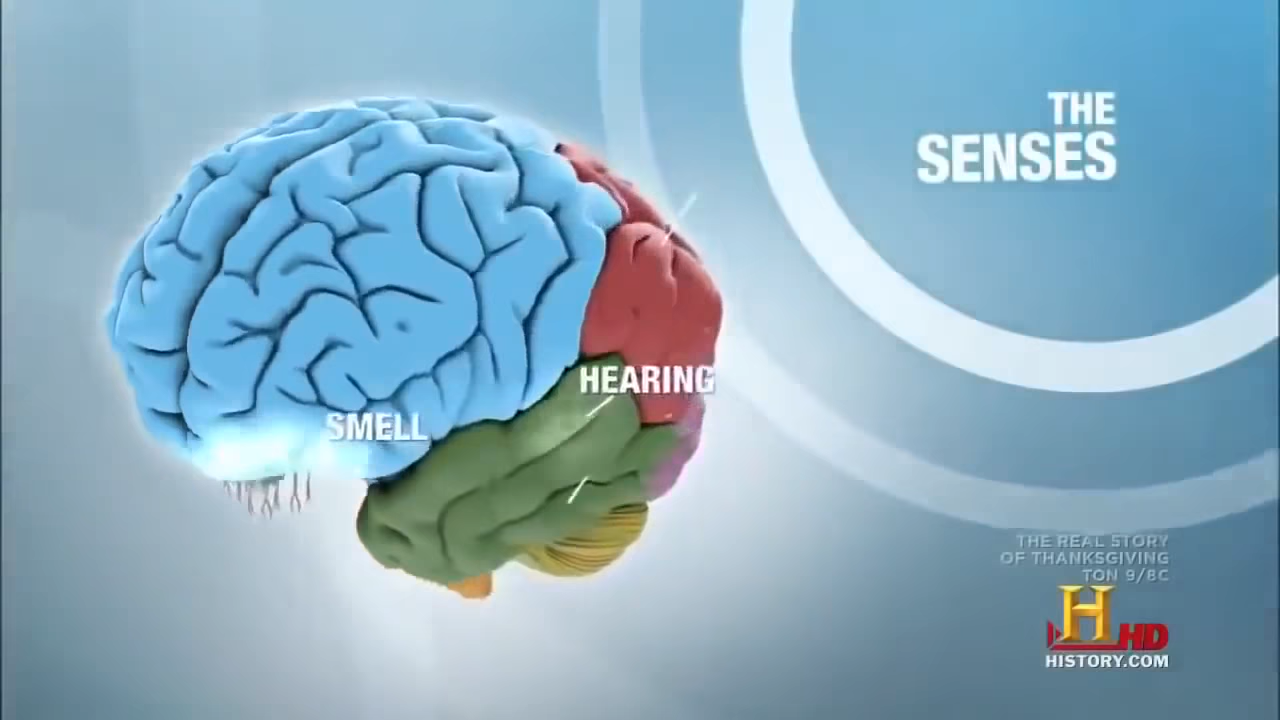 THE
SENSES
HEARING
SMELL
THE REAL STORY
OF THANKSGIVING
TON 9/8C
H HD
HISTORY.COM